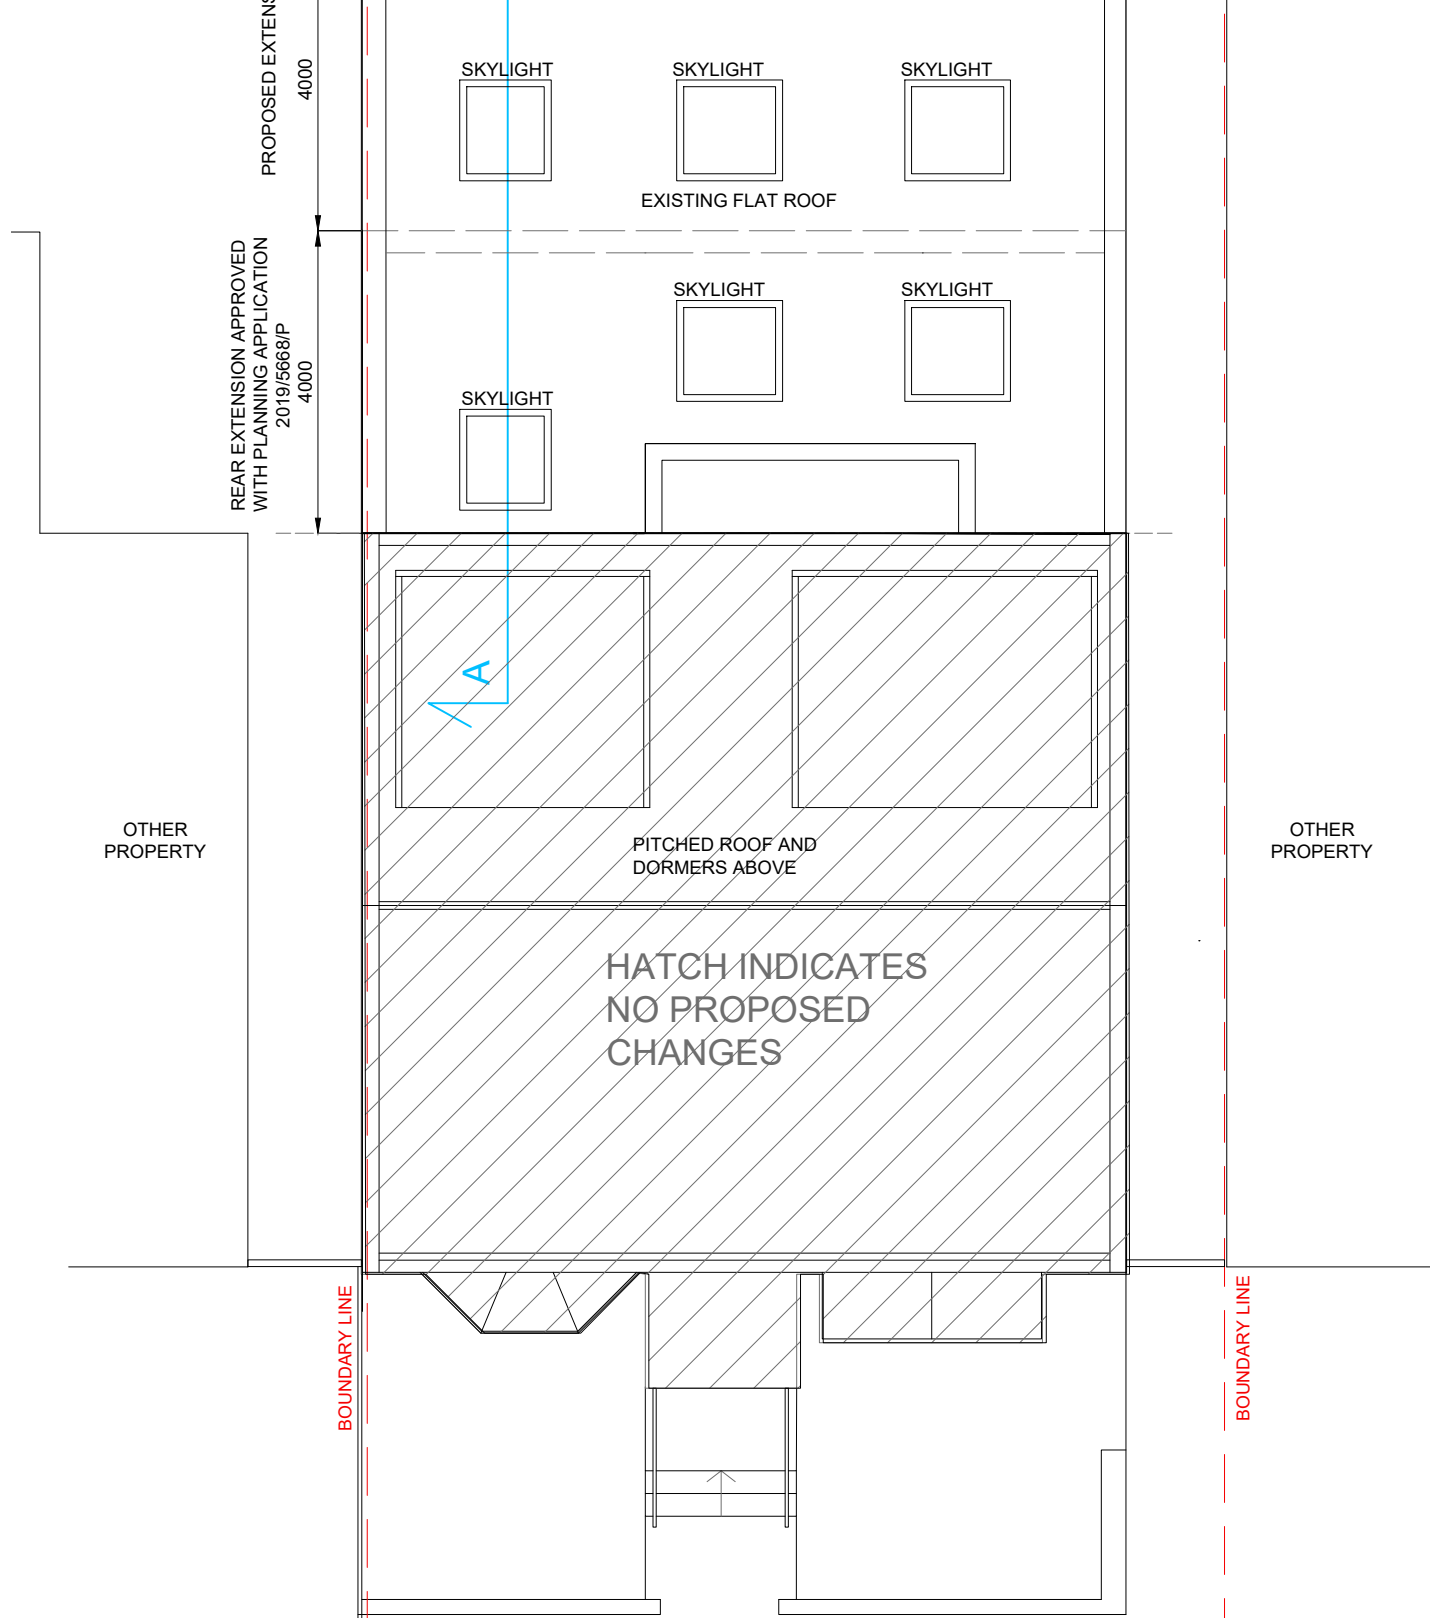 PROPOSED EXTENS
4000
SKYLIGHT
SKYLIGHT
SKYLIGHT
EXISTING FLAT ROOF
REAR EXTENSION APPROVED
WITH PLANNING APPLICATION
2019/5668/P
4000
SKYLIGHT
SKYLIGHT
SKYLIGHT
A
OTHER
PROPERTY
PITCHED ROOF AND
DORMERS ABOVE
OTHER
PROPERTY
HATCH INDICATES
NO PROPOSED
CHANGES
BOUNDARY LINE
BOUNDARY LINE